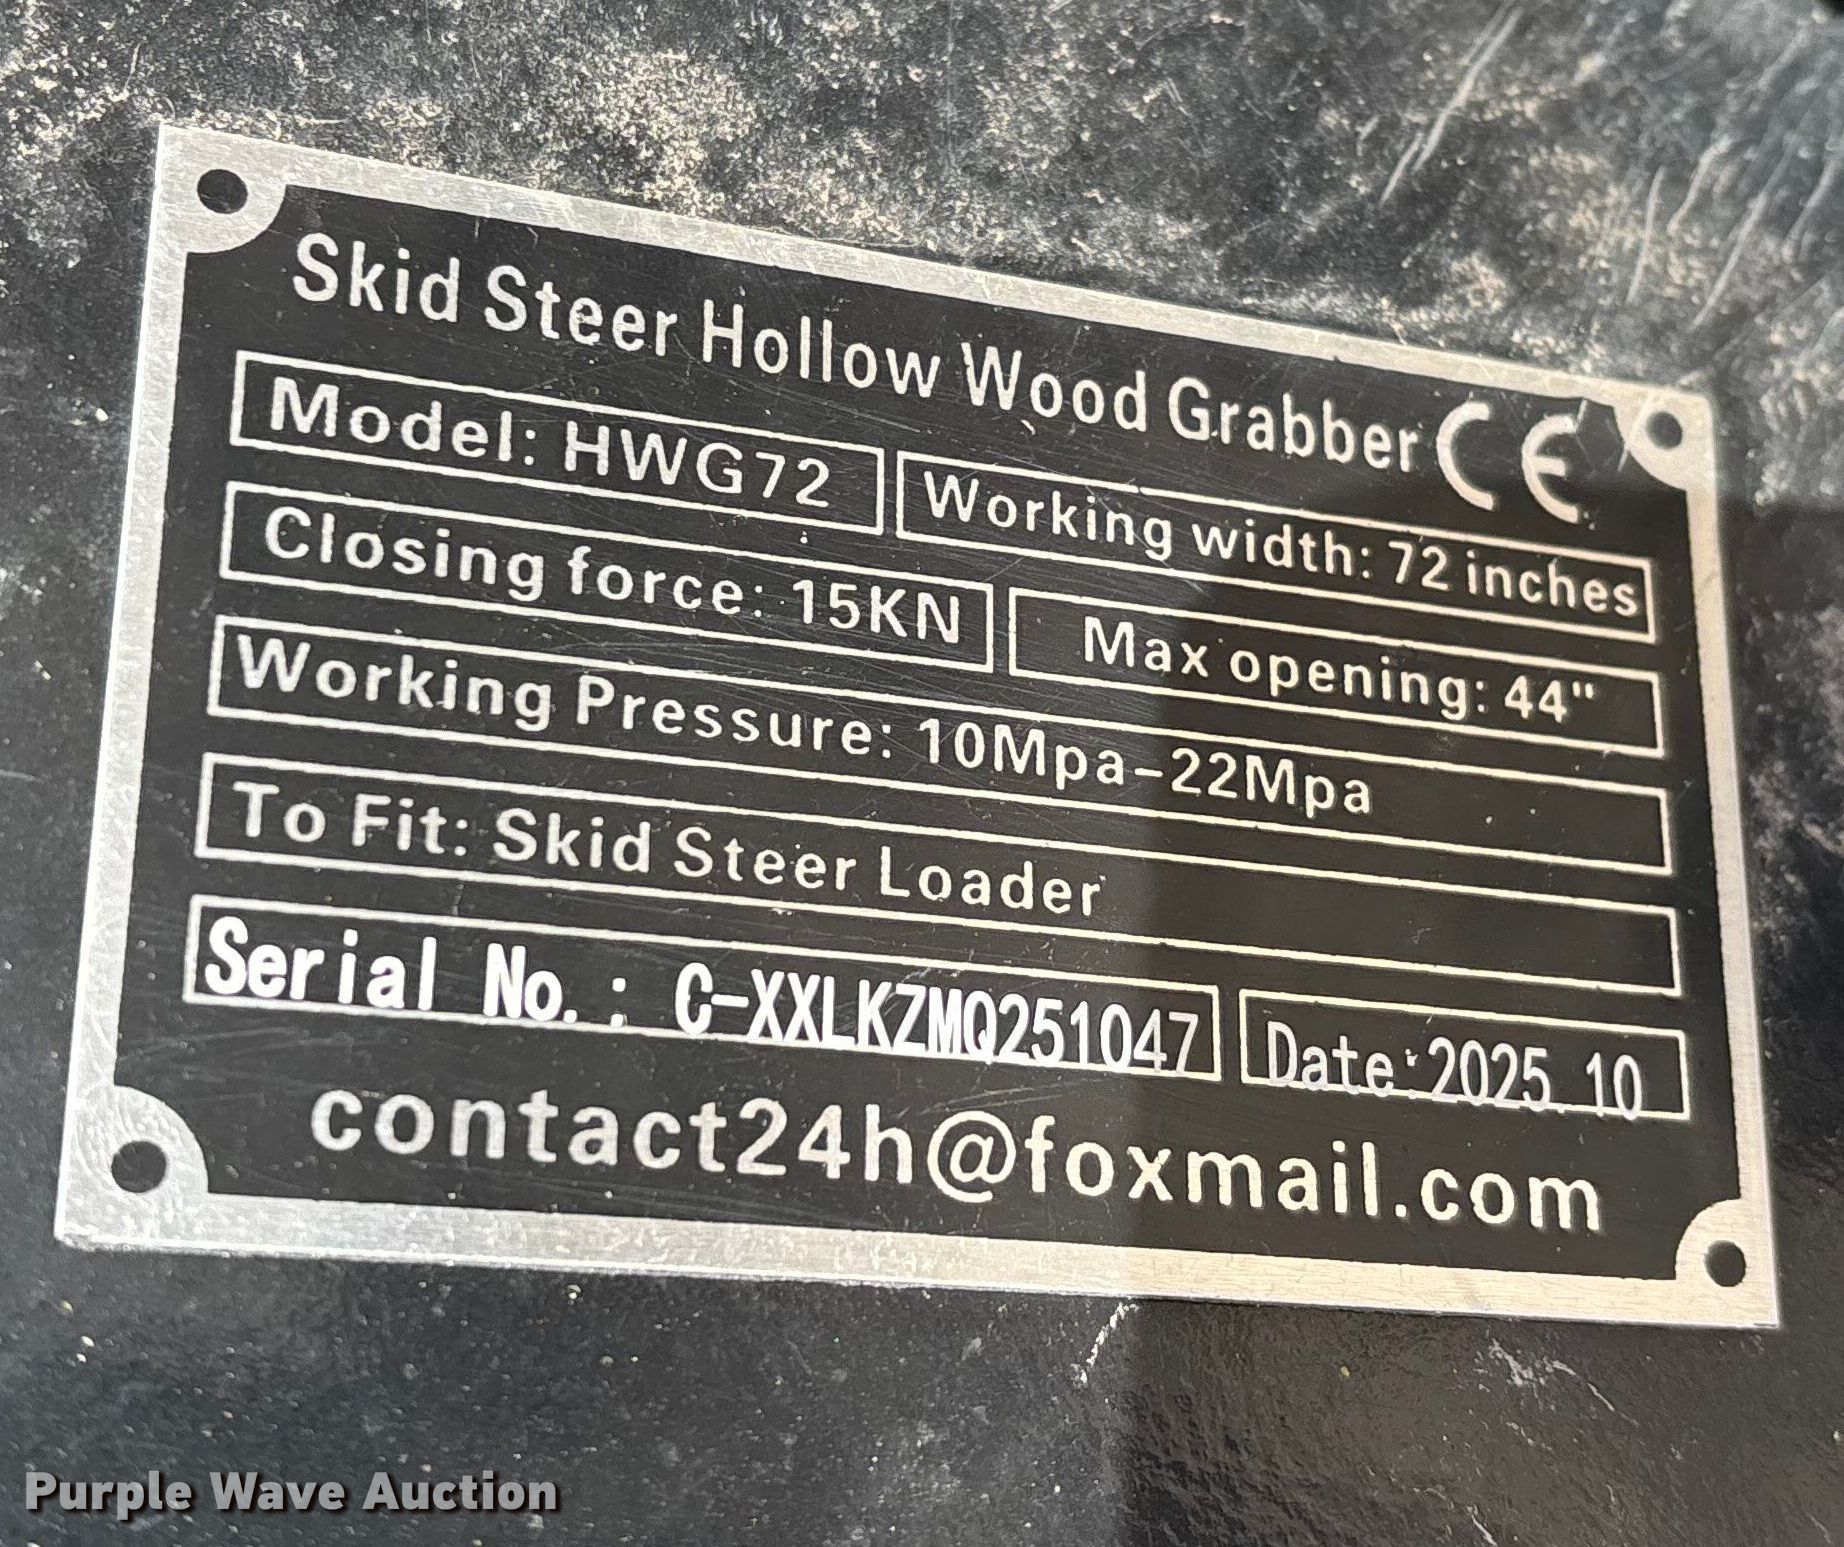 Skid Steer Hollow Wood Grabber CE
Model: HWG72 Working width: 72 inches
Closing force: 15KN Max opening: 44"
Working Pressure: 10Mpa-22Mpa
To Fit: Skid Steer Loader
Serial No.: C-XXLKZMQ251047 Date:2025.10
contact24h@foxmail.com
Purple Wave Auction